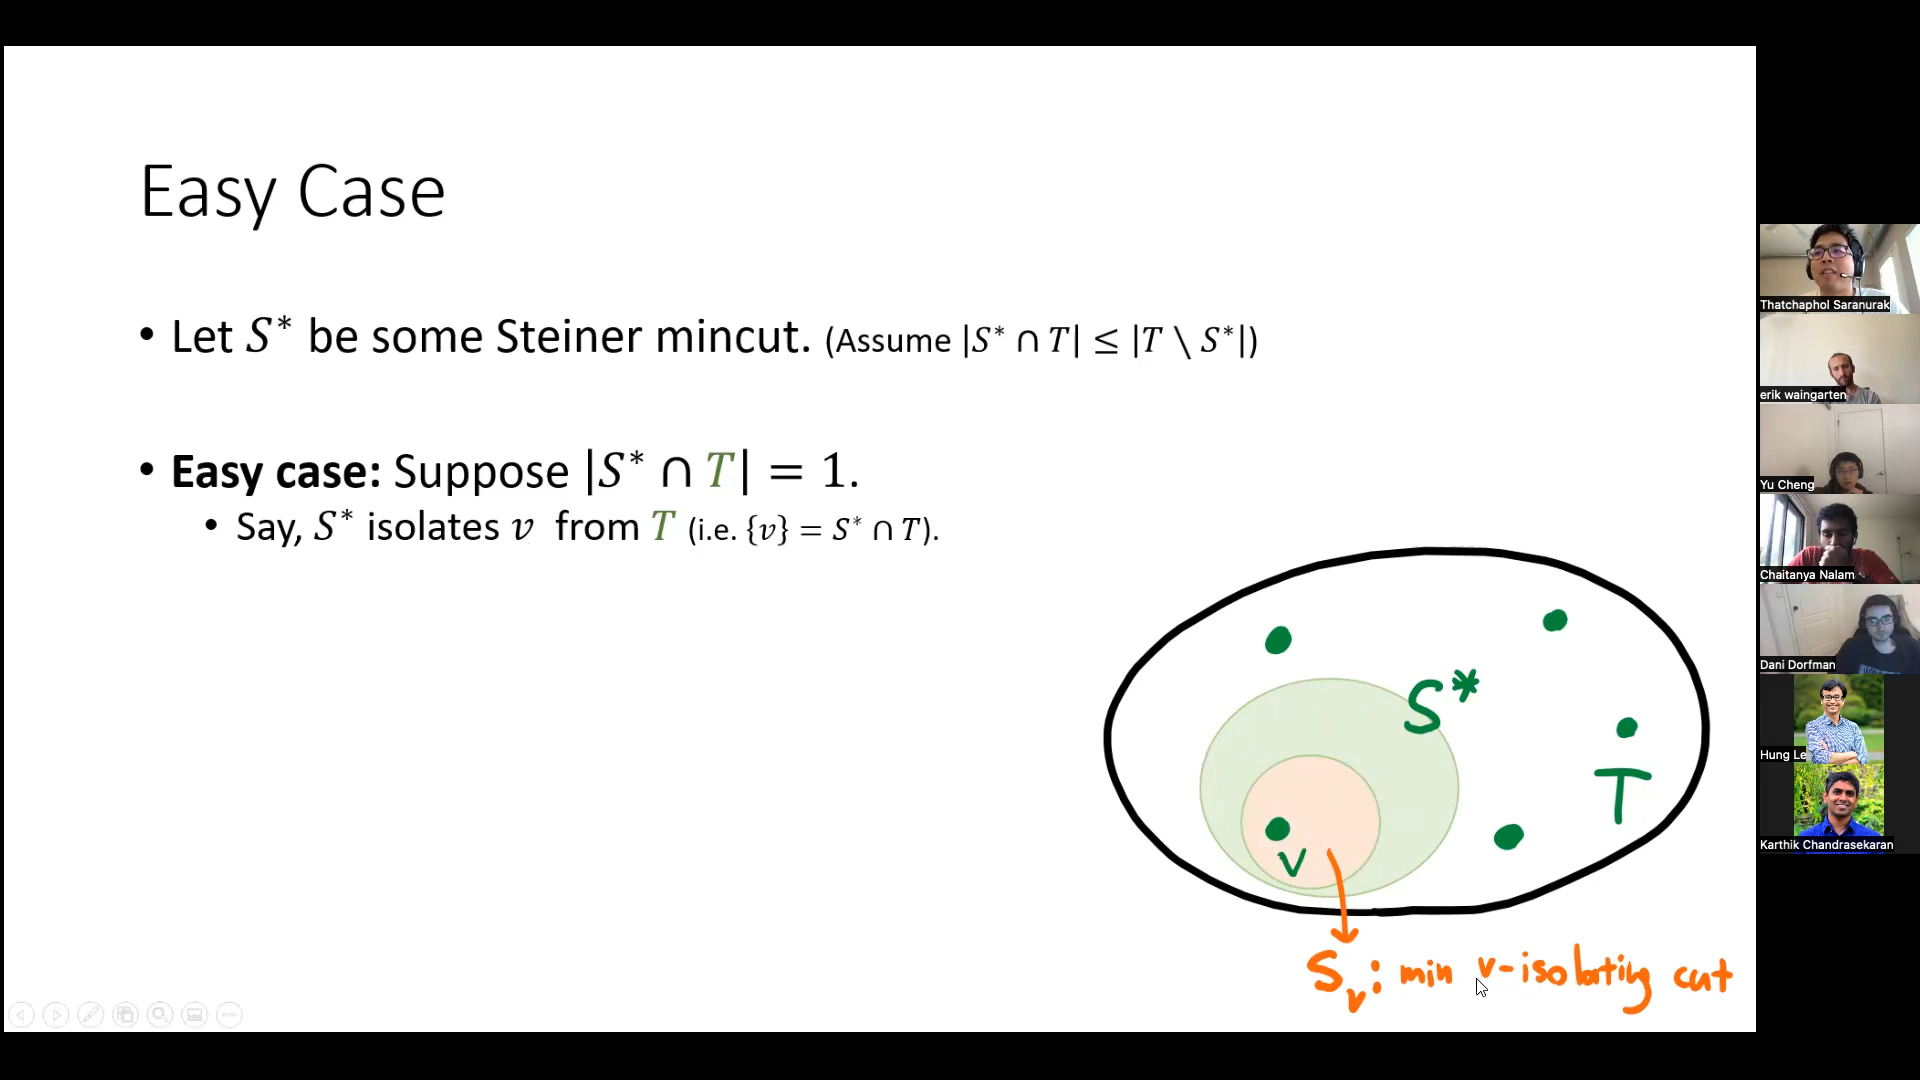 Easy Case
• Let S* be some Steiner mincut. (Assume |S* ∩ T| ≤ |T \ S*|)
• Easy case: Suppose |S* ∩ T| = 1.
• Say, S* isolates v from T (i.e. {v} = S* ∩ T).
S*
T
v
Sv: min v-isolating cut
Thatchaphol Saranurak
erik waingarten
Yu Cheng
Chaitanya Nalam
Dani Dorfman
Hung Le
Karthik Chandrasekaran